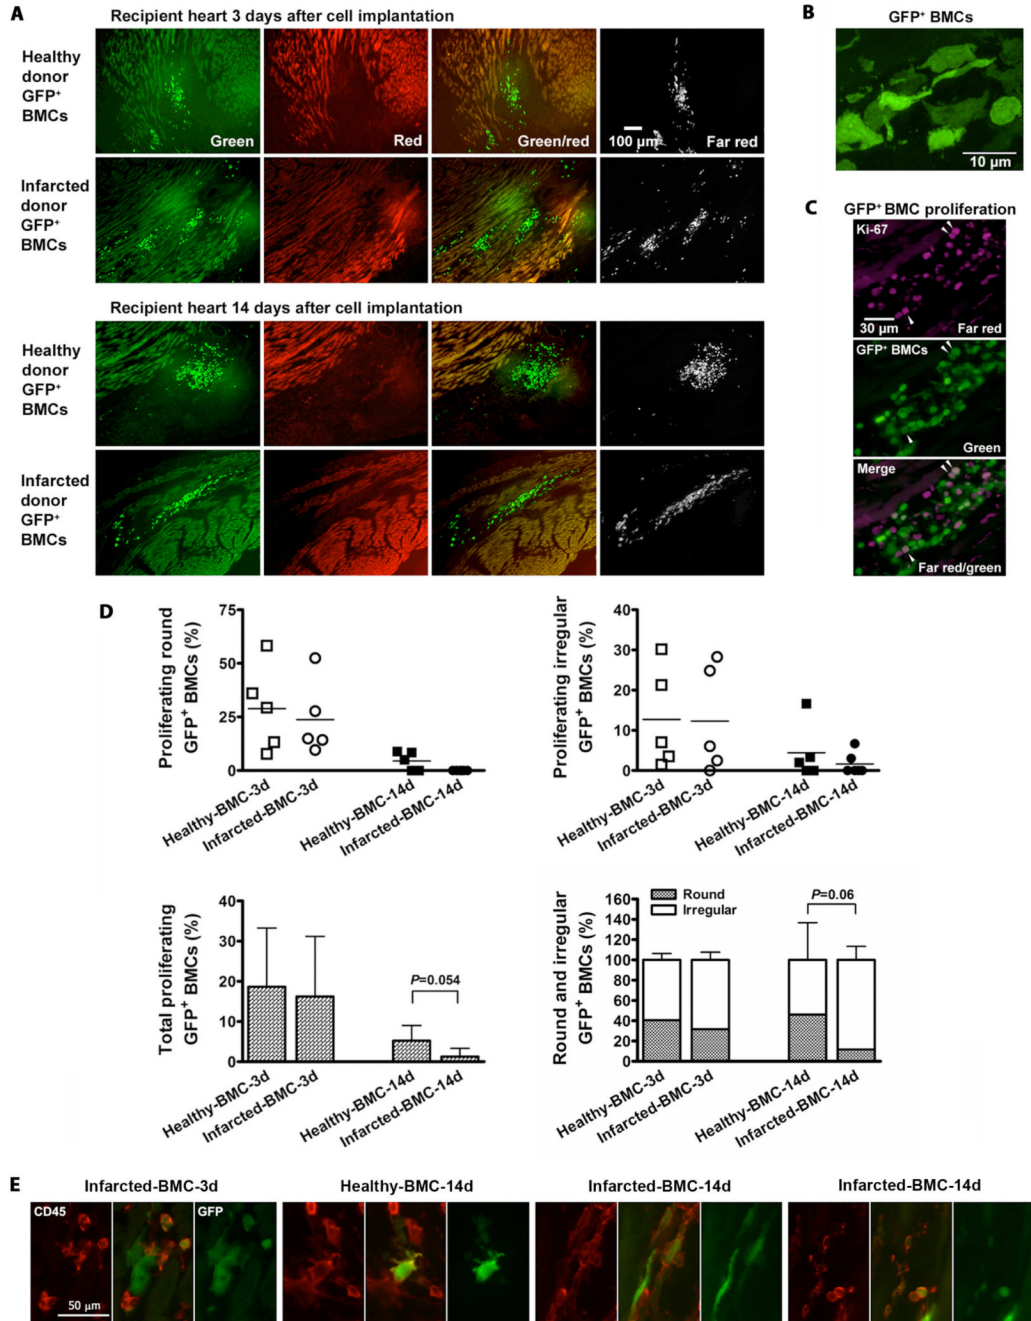 A
Recipient heart 3 days after cell implantation
Healthy
donor
GFP⁺
BMCs
Green
Red
Green/red
100 µm
Far red
Infarcted
donor
GFP⁺
BMCs
Recipient heart 14 days after cell implantation
Healthy
donor
GFP⁺
BMCs
Infarcted
donor
GFP⁺
BMCs
B
GFP⁺ BMCs
10 µm
C
GFP⁺ BMC proliferation
Ki-67
30 µm
Far red
GFP⁺ BMCs
Green
Merge
Far red/green
D
Proliferating round
GFP⁺ BMCs (%)
75
50
25
0
Healthy-BMC-3d
Infarcted-BMC-3d
Healthy-BMC-14d
Infarcted-BMC-14d
Proliferating irregular
GFP⁺ BMCs (%)
40
30
20
10
0
Healthy-BMC-3d
Infarcted-BMC-3d
Healthy-BMC-14d
Infarcted-BMC-14d
Total proliferating
GFP⁺ BMCs (%)
40
30
20
10
0
P=0.054
Healthy-BMC-3d
Infarcted-BMC-3d
Healthy-BMC-14d
Infarcted-BMC-14d
Round and irregular
GFP⁺ BMCs (%)
160
140
120
100
80
60
40
20
0
Round
Irregular
P=0.06
Healthy-BMC-3d
Infarcted-BMC-3d
Healthy-BMC-14d
Infarcted-BMC-14d
E
Infarcted-BMC-3d
Healthy-BMC-14d
Infarcted-BMC-14d
Infarcted-BMC-14d
CD45
GFP
50 µm